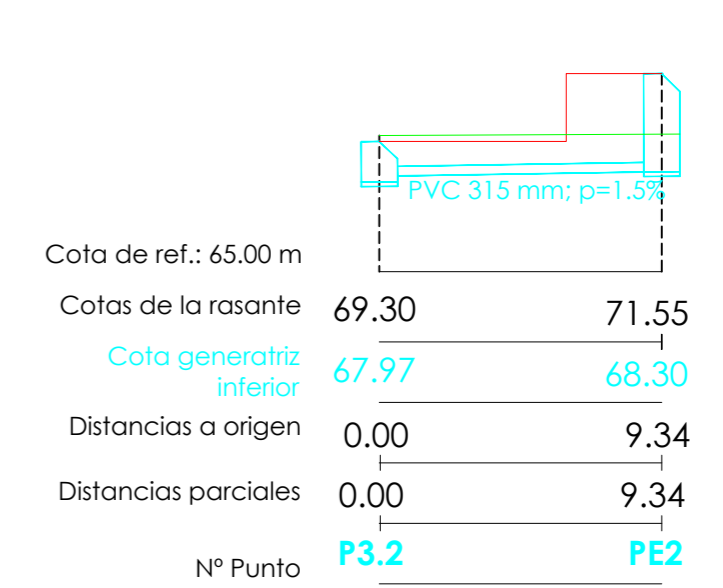 PVC 315 mm; p=1.5%
Cota de ref.: 65.00 m
Cotas de la rasante 69.30 71.55
Cota generatriz
inferior 67.97 68.30
Distancias a origen 0.00 9.34
Distancias parciales 0.00 9.34
Nº Punto P3.2 PE2